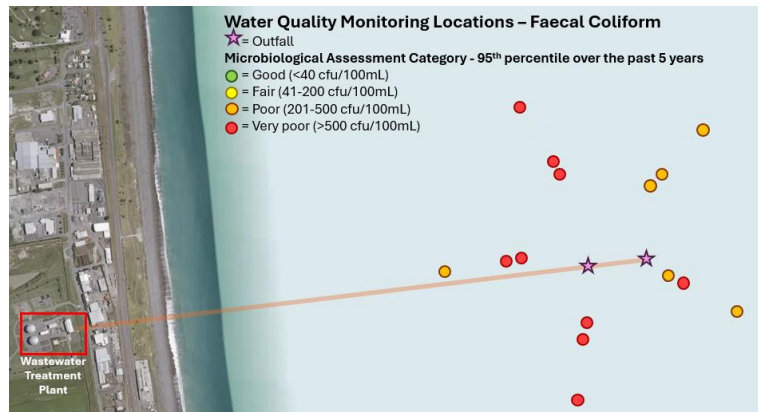 Water Quality Monitoring Locations – Faecal Coliform
= Outfall
Microbiological Assessment Category - 95th percentile over the past 5 years
= Good (<40 cfu/100mL)
= Fair (41-200 cfu/100mL)
= Poor (201-500 cfu/100mL)
= Very poor (>500 cfu/100mL)
Wastewater
Treatment
Plant